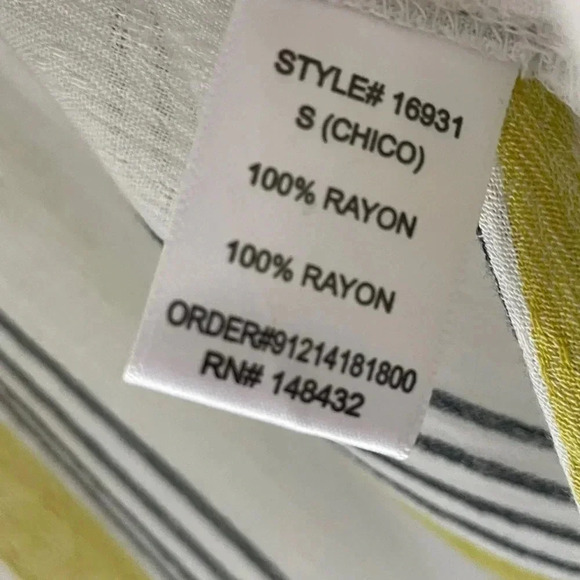 STYLE# 16931
S (CHICO)
100% RAYON
100% RAYON
ORDER#91214181800
RN# 148432